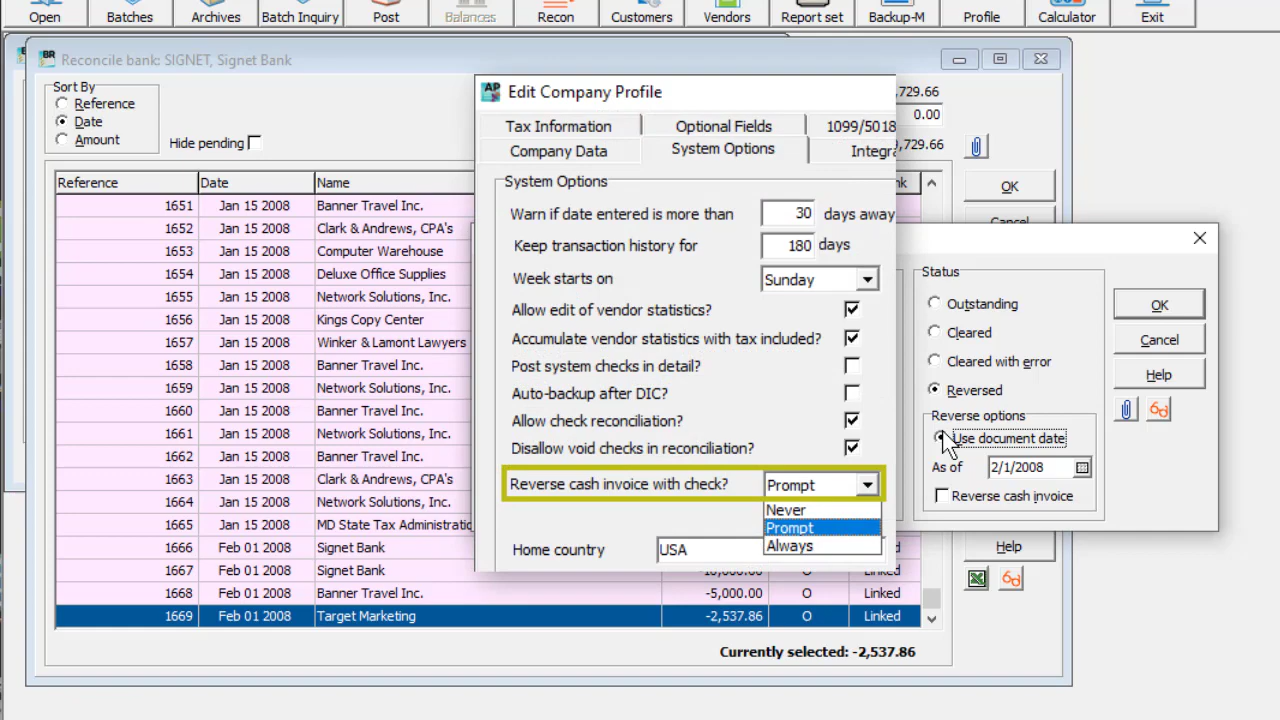 Open Batches Archives Batch Inquiry Post Balances Recon Customers Vendors Report set Backup-M Profile Calculator Exit
BR Reconcile bank: SIGNET, Signet Bank
Sort By
Reference
Date
Amount
Hide pending
,729.66
0.00
,729.66
Reference Date Name
1651 Jan 15 2008 Banner Travel Inc.
1652 Jan 15 2008 Clark & Andrews, CPA's
1653 Jan 15 2008 Computer Warehouse
1654 Jan 15 2008 Deluxe Office Supplies
1655 Jan 15 2008 Network Solutions, Inc.
1656 Jan 15 2008 Kings Copy Center
1657 Jan 15 2008 Winker & Lamont Lawyers
1658 Jan 15 2008 Banner Travel Inc.
1659 Jan 15 2008 Network Solutions, Inc.
1660 Jan 15 2008 Banner Travel Inc.
1661 Jan 15 2008 Network Solutions, Inc.
1662 Jan 15 2008 Banner Travel Inc.
1663 Jan 15 2008 Clark & Andrews, CPA's
1664 Jan 15 2008 Network Solutions, Inc.
1665 Jan 15 2008 MD State Tax Administratio
1666 Feb 01 2008 Signet Bank
1667 Feb 01 2008 Signet Bank Linked
1668 Feb 01 2008 Banner Travel Inc. -5,000.00 O Linked
1669 Feb 01 2008 Target Marketing -2,537.86 O Linked
Currently selected: -2,537.86
OK
Cancel
Help
AP Edit Company Profile
Tax Information Optional Fields 1099/5018
Company Data System Options Integra
System Options
Warn if date entered is more than 30 days away
Keep transaction history for 180 days
Week starts on Sunday
Allow edit of vendor statistics?
Accumulate vendor statistics with tax included?
Post system checks in detail?
Auto-backup after DIC?
Allow check reconciliation?
Disallow void checks in reconciliation?
Reverse cash invoice with check? Prompt
Never
Prompt
Always
Home country USA
Status
Outstanding
Cleared
Cleared with error
Reversed
Reverse options
Use document date
As of 2/1/2008
Reverse cash invoice
OK
Cancel
Help